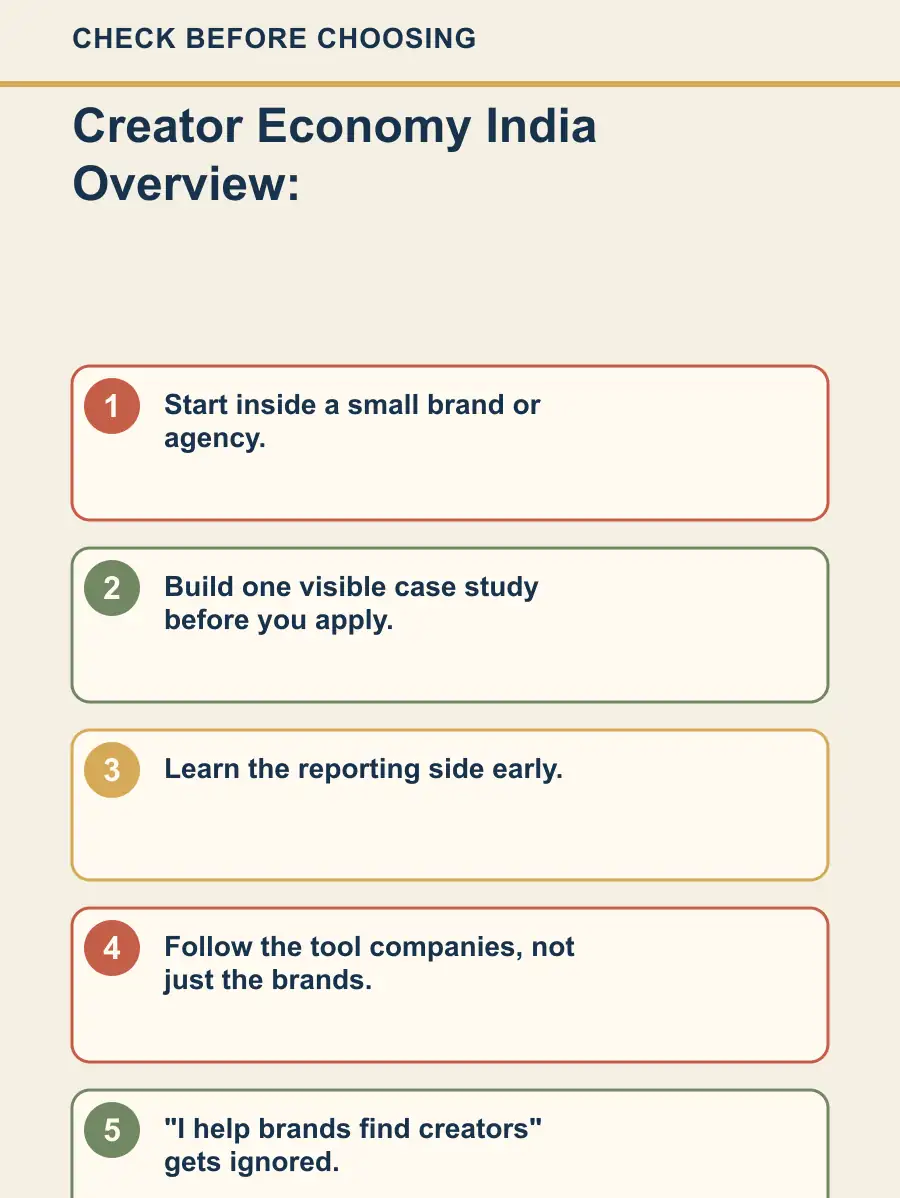 CHECK BEFORE CHOOSING
Creator Economy India
Overview:
1
Start inside a small brand or
agency.
2
Build one visible case study
before you apply.
3
Learn the reporting side early.
4
Follow the tool companies, not
just the brands.
5
"I help brands find creators"
gets ignored.